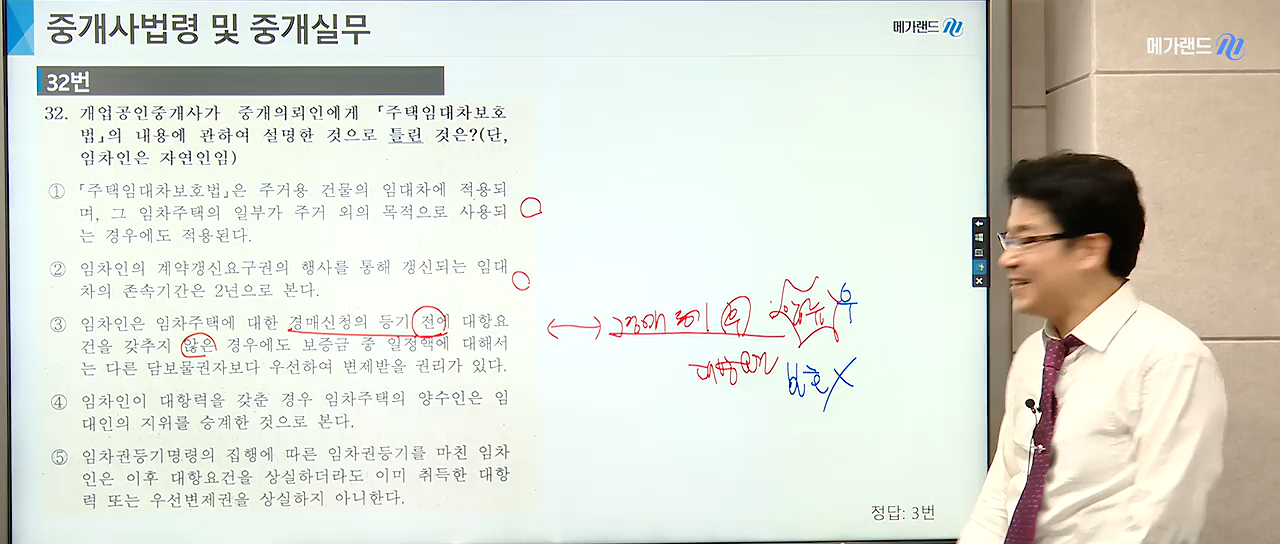 중개사법령 및 중개실무
메가랜드
메가랜드
32번
32. 개업공인중개사가 중개의뢰인에게 「주택임대차보호
법」의 내용에 관하여 설명한 것으로 틀린 것은?(단,
임차인은 자연인임)
① 「주택임대차보호법」은 주거용 건물의 임대차에 적용되
며, 그 임차주택의 일부가 주거 외의 목적으로 사용되
는 경우에도 적용된다.
② 임차인의 계약갱신요구권의 행사를 통해 갱신되는 임대
차의 존속기간은 2년으로 본다.
③ 임차인은 임차주택에 대한 경매신청의 등기 전에 대항요
건을 갖추지 않은 경우에도 보증금 중 일정액에 대해서
는 다른 담보물권자보다 우선하여 변제받을 권리가 있다.
④ 임차인이 대항력을 갖춘 경우 임차주택의 양수인은 임
대인의 지위를 승계한 것으로 본다.
⑤ 임차권등기명령의 집행에 따른 임차권등기를 마친 임차
인은 이후 대항요건을 상실하더라도 이미 취득한 대항
력 또는 우선변제권을 상실하지 아니한다.
경매 등기 후
대항요건
보호 X
정답: 3번